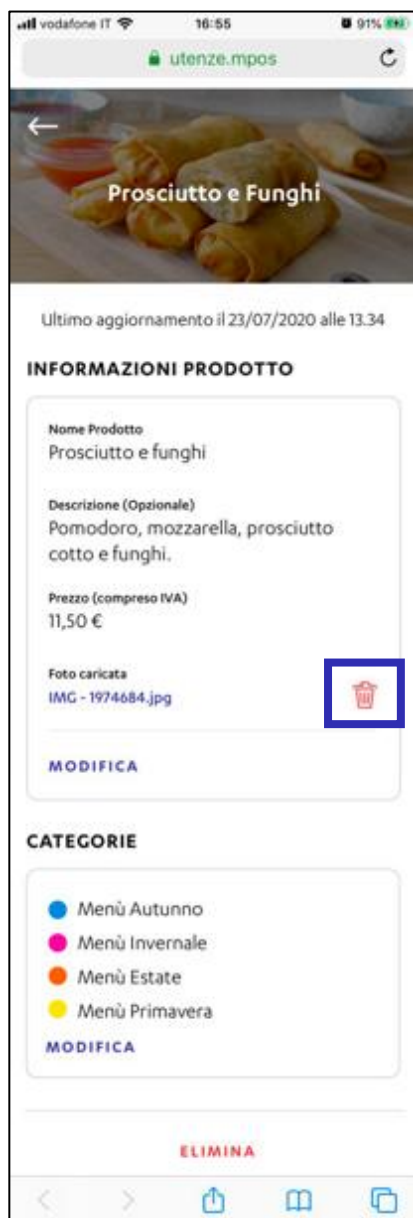 vodafone IT
16:55
91%
utenze.mpos
Prosciutto e Funghi
Ultimo aggiornamento il 23/07/2020 alle 13.34
INFORMAZIONI PRODOTTO
Nome Prodotto
Prosciutto e funghi
Descrizione (Opzionale)
Pomodoro, mozzarella, prosciutto
cotto e funghi.
Prezzo (compreso IVA)
11,50 €
Foto caricata
IMG - 1974684.jpg
MODIFICA
CATEGORIE
Menù Autunno
Menù Invernale
Menù Estate
Menù Primavera
MODIFICA
ELIMINA